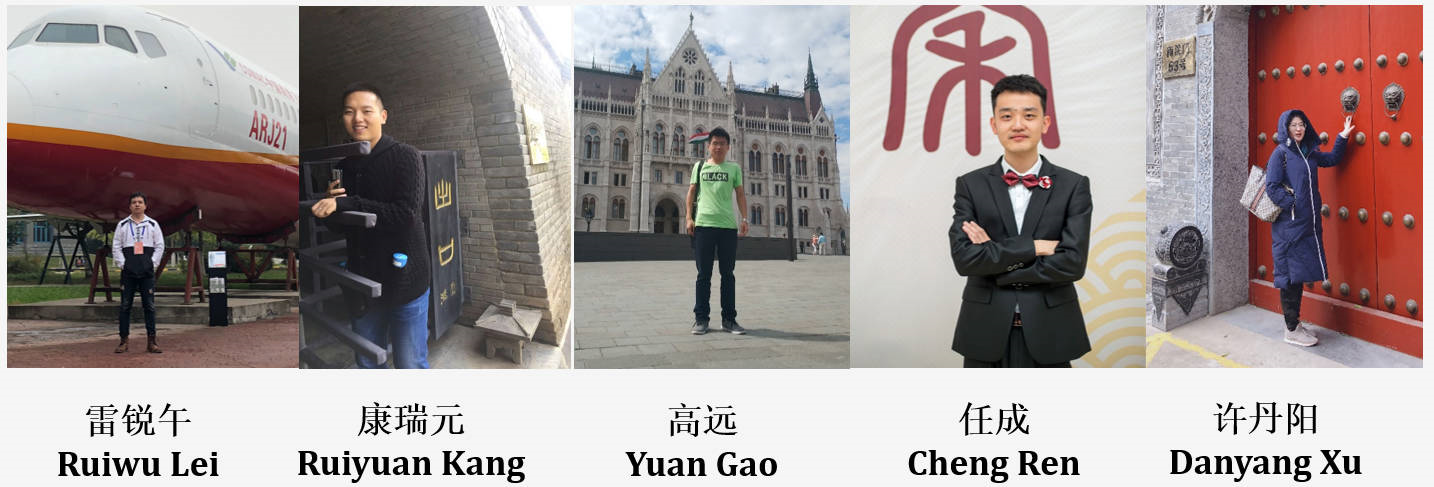 ARJ21
BLACK
雷锐午
康瑞元
高远
任成
许丹阳
Ruiwu Lei
Ruiyuan Kang
Yuan Gao
Cheng Ren
Danyang Xu